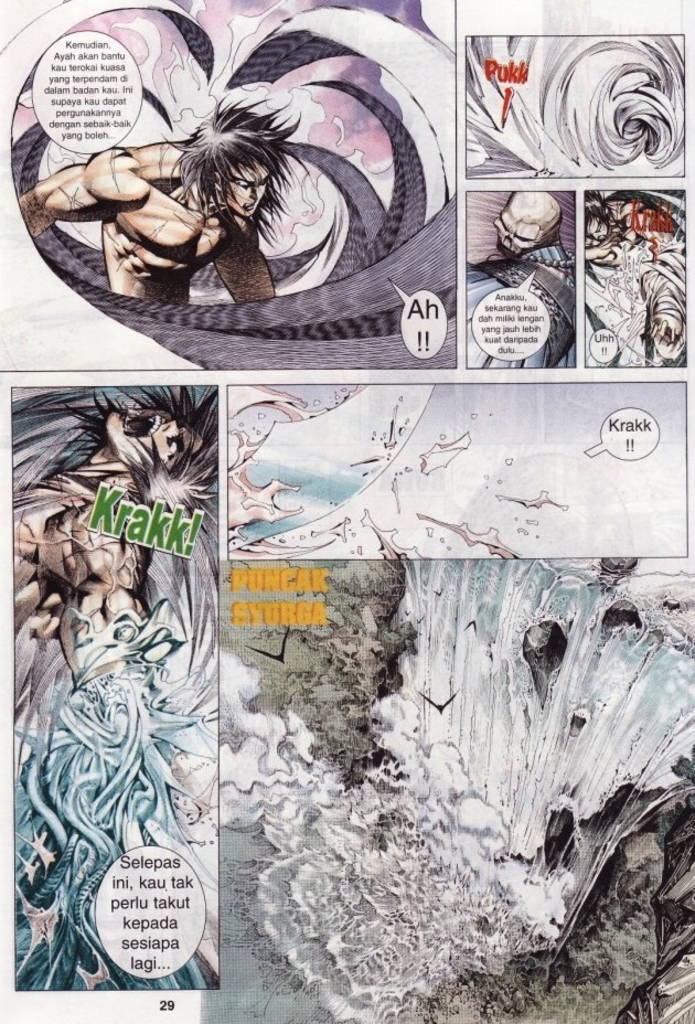 Kemudian,
Ayah akan bantu
kau terokai kuasa
yang terpendam di
dalam badan kau. Ini
supaya kau dapat
pergunakannya
dengan sebaik-baik
yang boleh...
Ah
!!
Pukk
!
Anakku,
sekarang kau
dah miliki lengan
yang jauh lebih
kuat daripada
dulu....
Krakk
!
Uhh
!!
Krakk!
Selepas
ini, kau tak
perlu takut
kepada
sesiapa
lagi...
Krakk
!!
PUNCAK
SYURGA
29